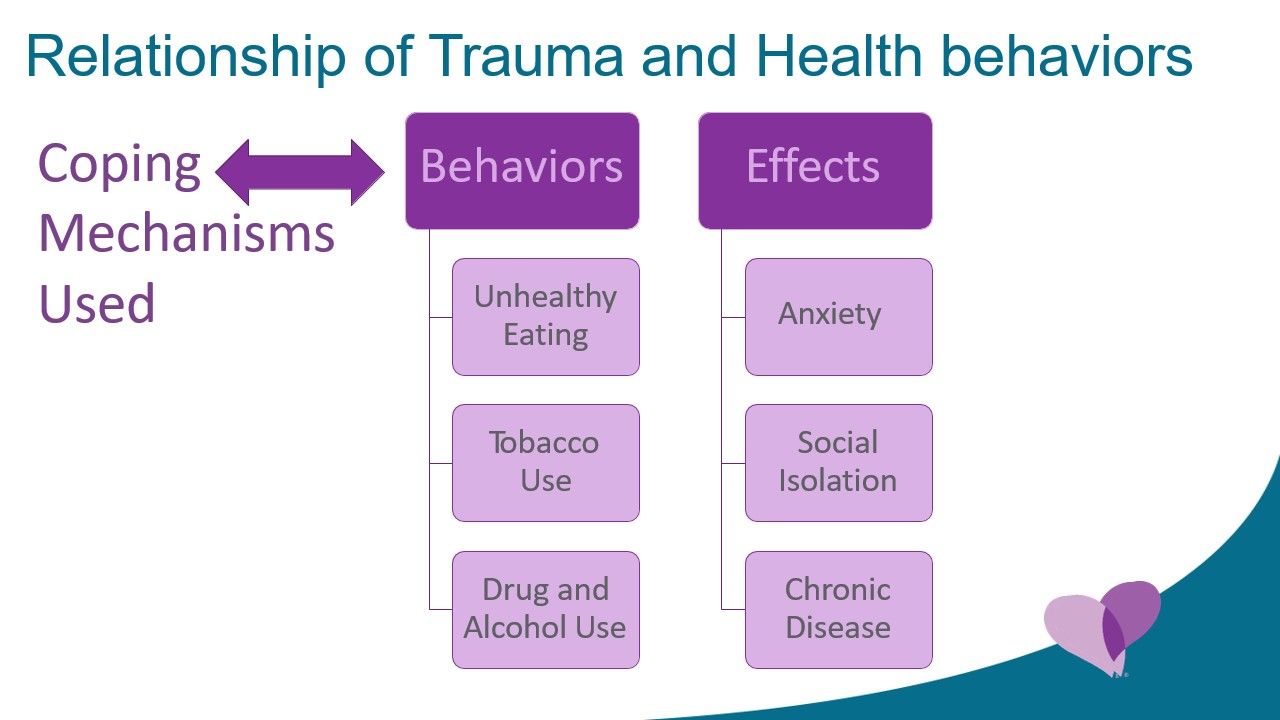 Relationship of Trauma and Health behaviors
Coping
Mechanisms
Used
Behaviors
Unhealthy
Eating
Tobacco
Use
Drug and
Alcohol Use
Effects
Anxiety
Social
Isolation
Chronic
Disease